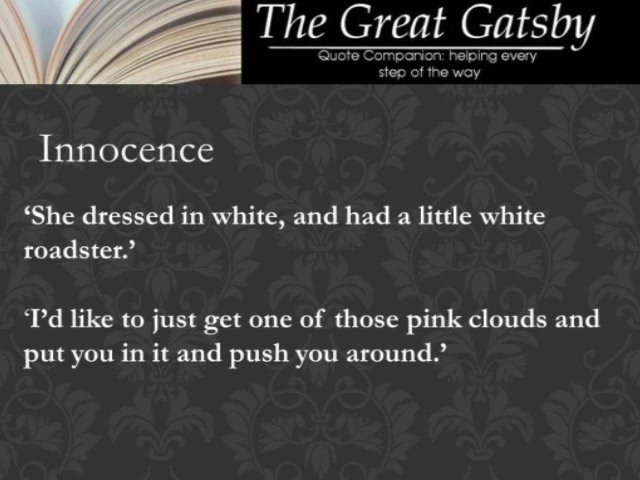 The Great Gatsby
Quote Companion: helping every
step of the way
Innocence
‘She dressed in white, and had a little white
roadster.’
‘I’d like to just get one of those pink clouds and
put you in it and push you around.’